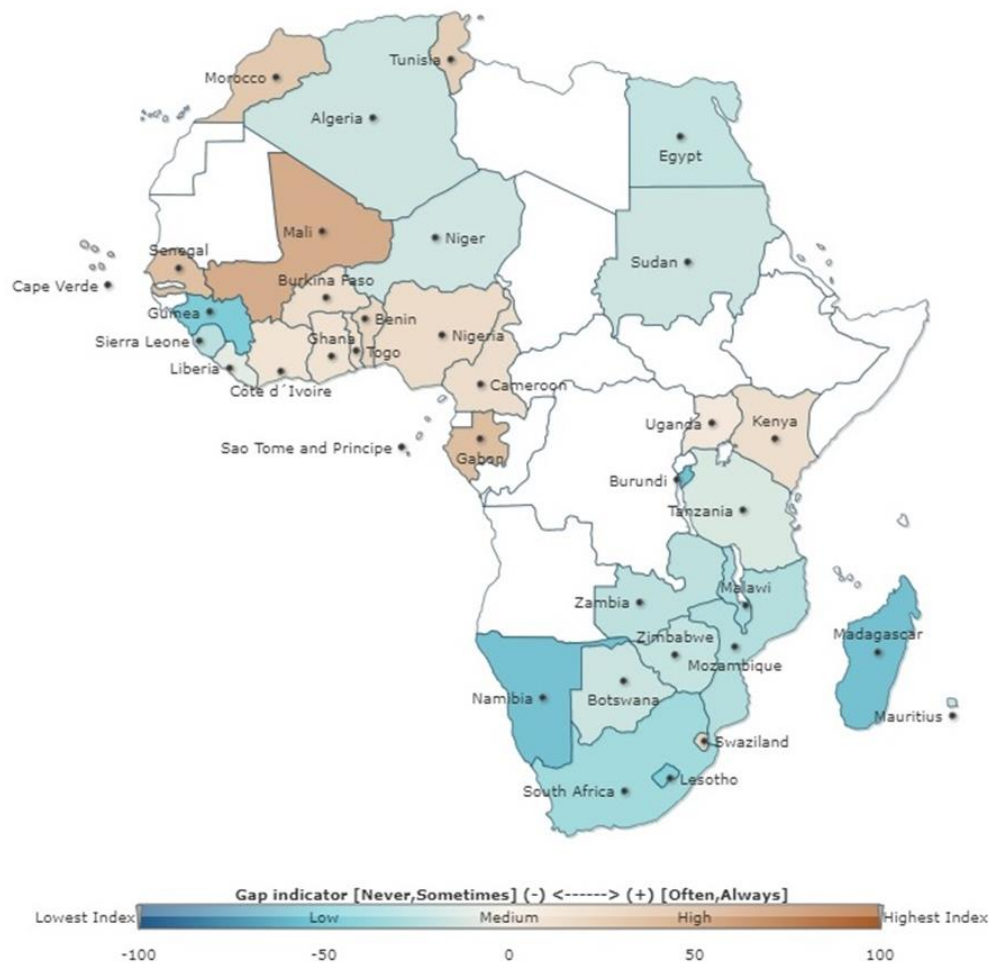 Tunisia
Morocco
Algeria
Egypt
Mali
Niger
Senegal
Sudan
Burkina Faso
Cape Verde
Guinea
Benin
Nigeria
Ghana
Sierra Leone
Togo
Liberia
Cameroon
Côte d´Ivoire
Uganda
Kenya
Sao Tome and Principe
Gabon
Burundi
Tanzania
Malawi
Zambia
Zimbabwe
Madagascar
Mozambique
Namibia
Botswana
Mauritius
Swaziland
Lesotho
South Africa
Gap indicator [Never,Sometimes] (-) <------> (+) [Often,Always]
Lowest Index Low Medium High Highest Index
-100 -50 0 50 100